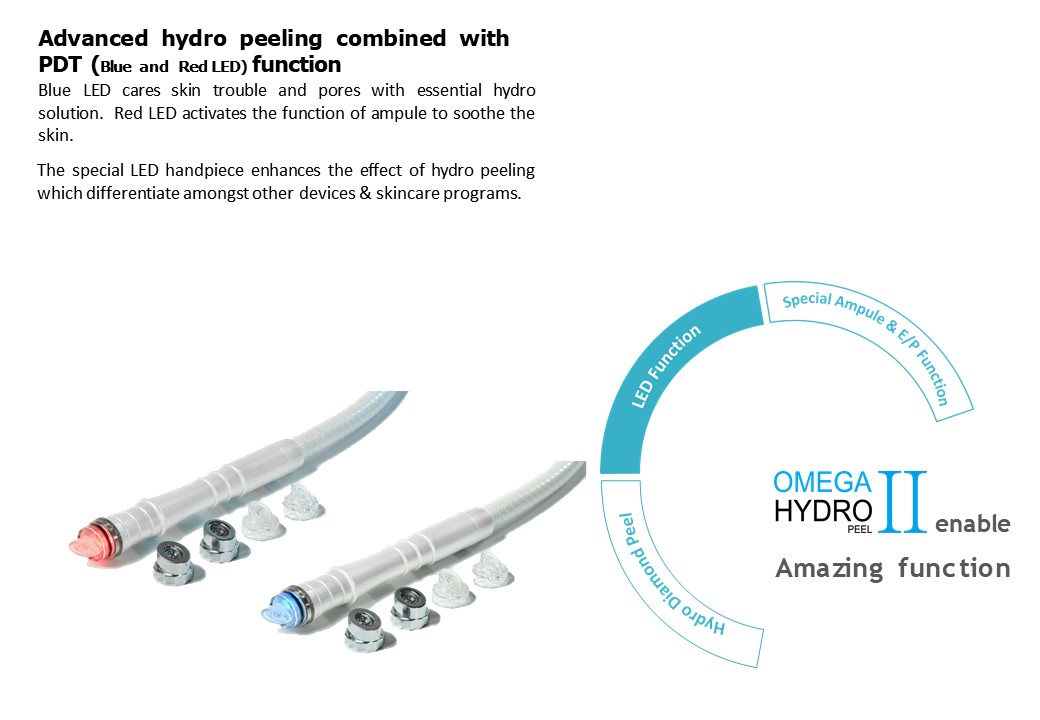 Advanced hydro peeling combined with
PDT (Blue and Red LED) function
Blue LED cares skin trouble and pores with essential hydro
solution. Red LED activates the function of ampule to soothe the
skin.
The special LED handpiece enhances the effect of hydro peeling
which differentiate amongst other devices & skincare programs.
Special Ampule & E/P Function
LED Function
Hydro Diamond Peel
OMEGA
HYDRO
PEEL
II
enable
Amazing function